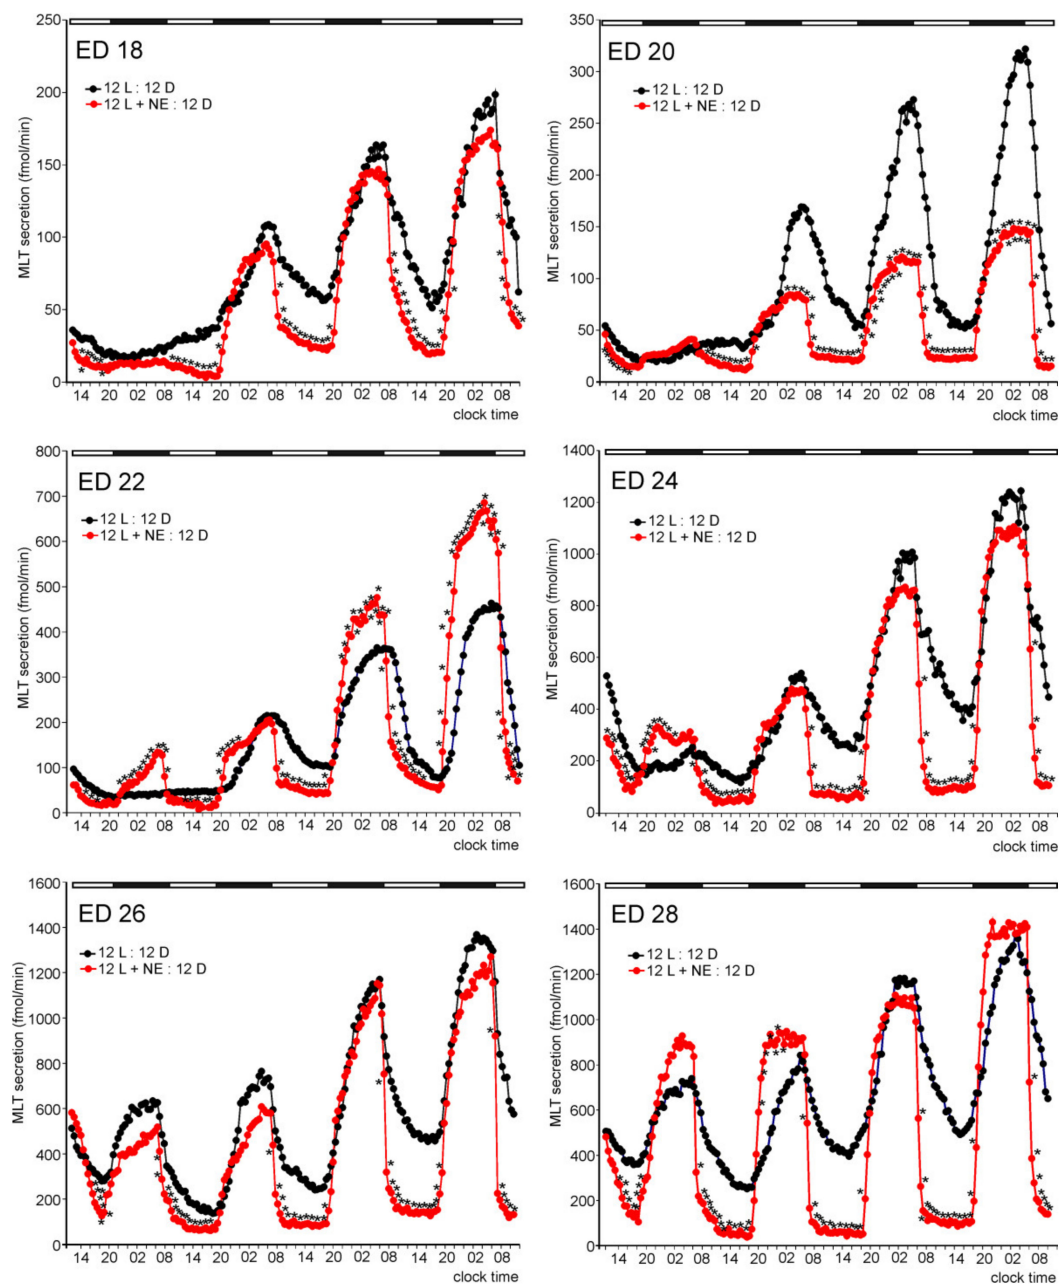 ED 18
12 L : 12 D
12 L + NE : 12 D
MLT secretion (fmol/min)
250
200
150
100
50
0
14 20 02 08 14 20 02 08 14 20 02 08 14 20 02 08
clock time
ED 20
12 L : 12 D
12 L + NE : 12 D
MLT secretion (fmol/min)
350
300
250
200
150
100
50
0
14 20 02 08 14 20 02 08 14 20 02 08 14 20 02 08
clock time
ED 22
12 L : 12 D
12 L + NE : 12 D
MLT secretion (fmol/min)
800
700
600
500
400
300
200
100
0
14 20 02 08 14 20 02 08 14 20 02 08 14 20 02 08
clock time
ED 24
12 L : 12 D
12 L + NE : 12 D
MLT secretion (fmol/min)
1400
1200
1000
800
600
400
200
0
14 20 02 08 14 20 02 08 14 20 02 08 14 20 02 08
clock time
ED 26
12 L : 12 D
12 L + NE : 12 D
MLT secretion (fmol/min)
1600
1400
1200
1000
800
600
400
200
0
14 20 02 08 14 20 02 08 14 20 02 08 14 20 02 08
clock time
ED 28
12 L : 12 D
12 L + NE : 12 D
MLT secretion (fmol/min)
1600
1400
1200
1000
800
600
400
200
0
14 20 02 08 14 20 02 08 14 20 02 08 14 20 02 08
clock time